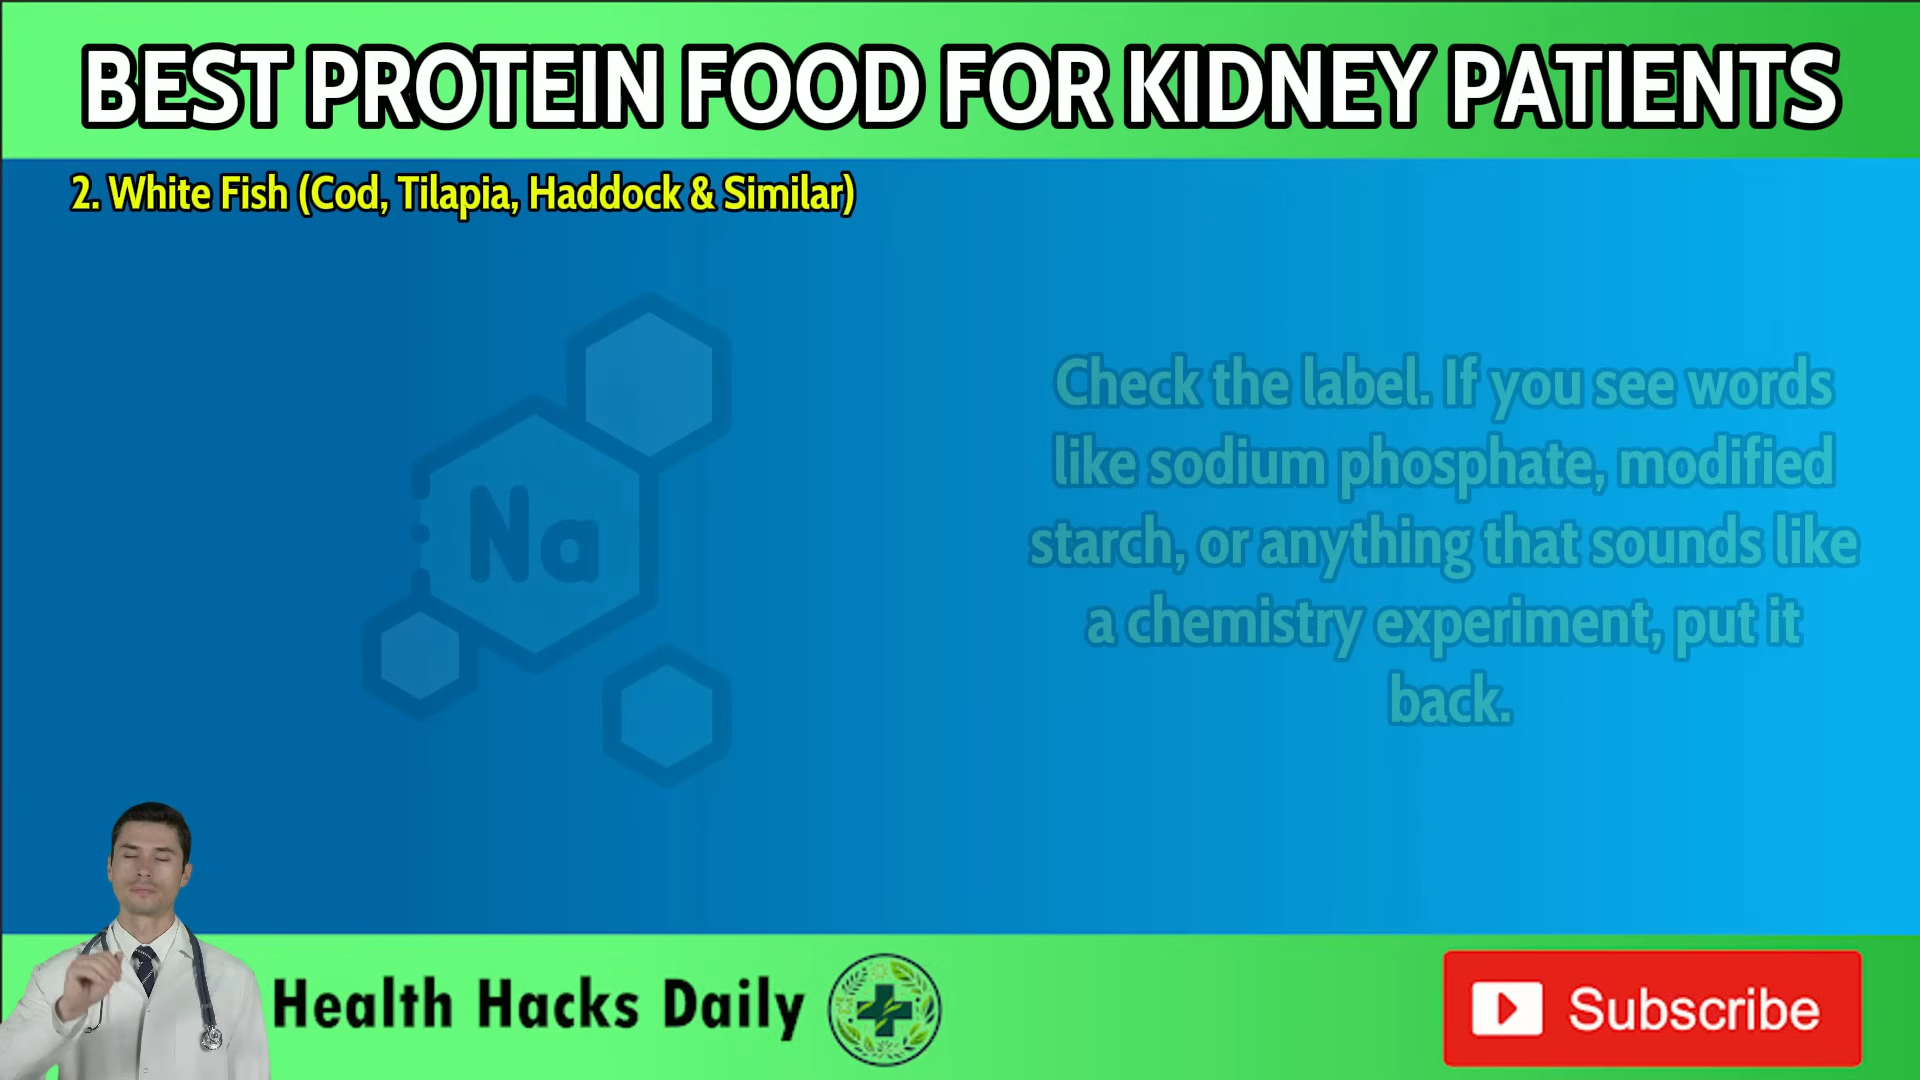 BEST PROTEIN FOOD FOR KIDNEY PATIENTS
2. White Fish (Cod, Tilapia, Haddock & Similar)
Na
Check the label. If you see words
like sodium phosphate, modified
starch, or anything that sounds like
a chemistry experiment, put it
back.
Health Hacks Daily
Subscribe